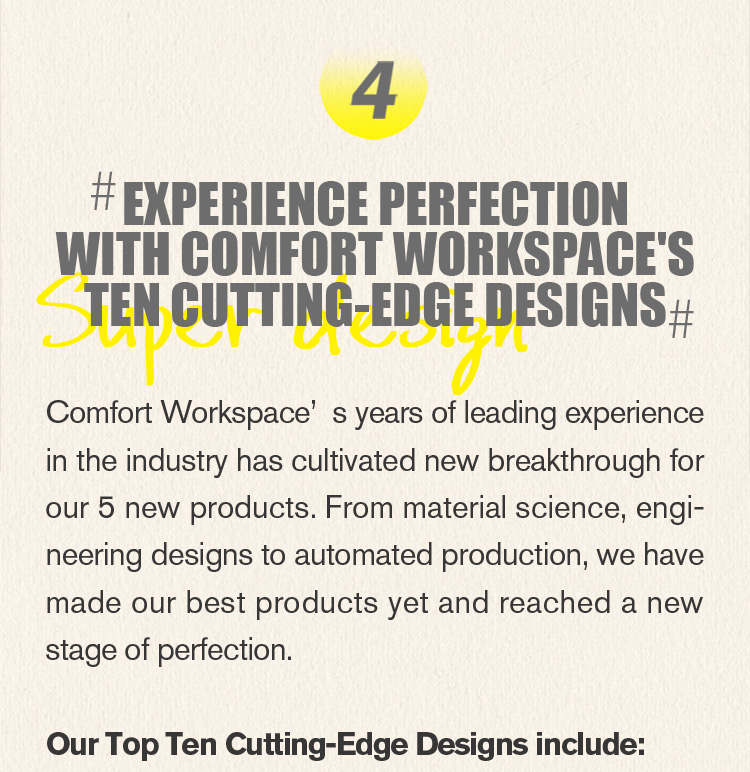 4
# EXPERIENCE PERFECTION
WITH COMFORT WORKSPACE'S
TEN CUTTING-EDGE DESIGNS #
Super design
Comfort Workspace’ s years of leading experience
in the industry has cultivated new breakthrough for
our 5 new products. From material science, engi-
neering designs to automated production, we have
made our best products yet and reached a new
stage of perfection.
Our Top Ten Cutting-Edge Designs include: